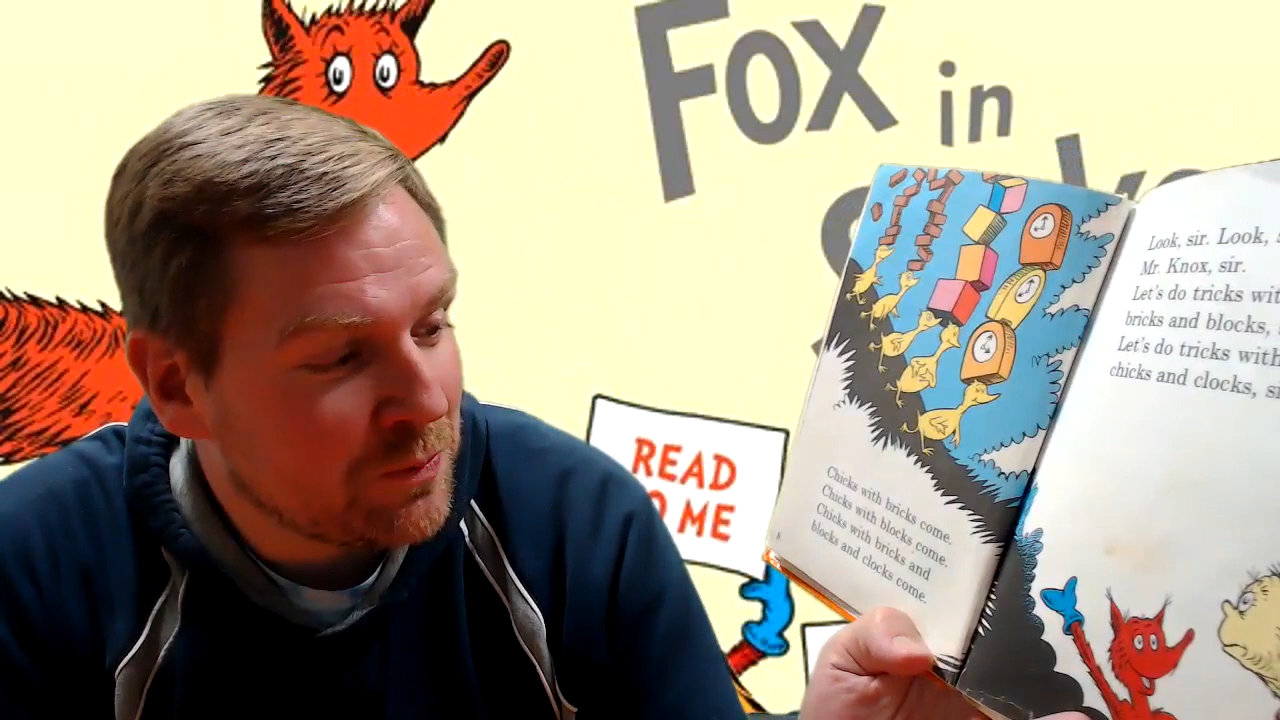 Fox in
READ
TO ME
Chicks with bricks come.
Chicks with blocks come.
Chicks with bricks and
blocks and clocks come.
Look, sir. Look,
Mr. Knox, sir.
Let's do tricks with
bricks and blocks,
Let's do tricks with
chicks and clocks,